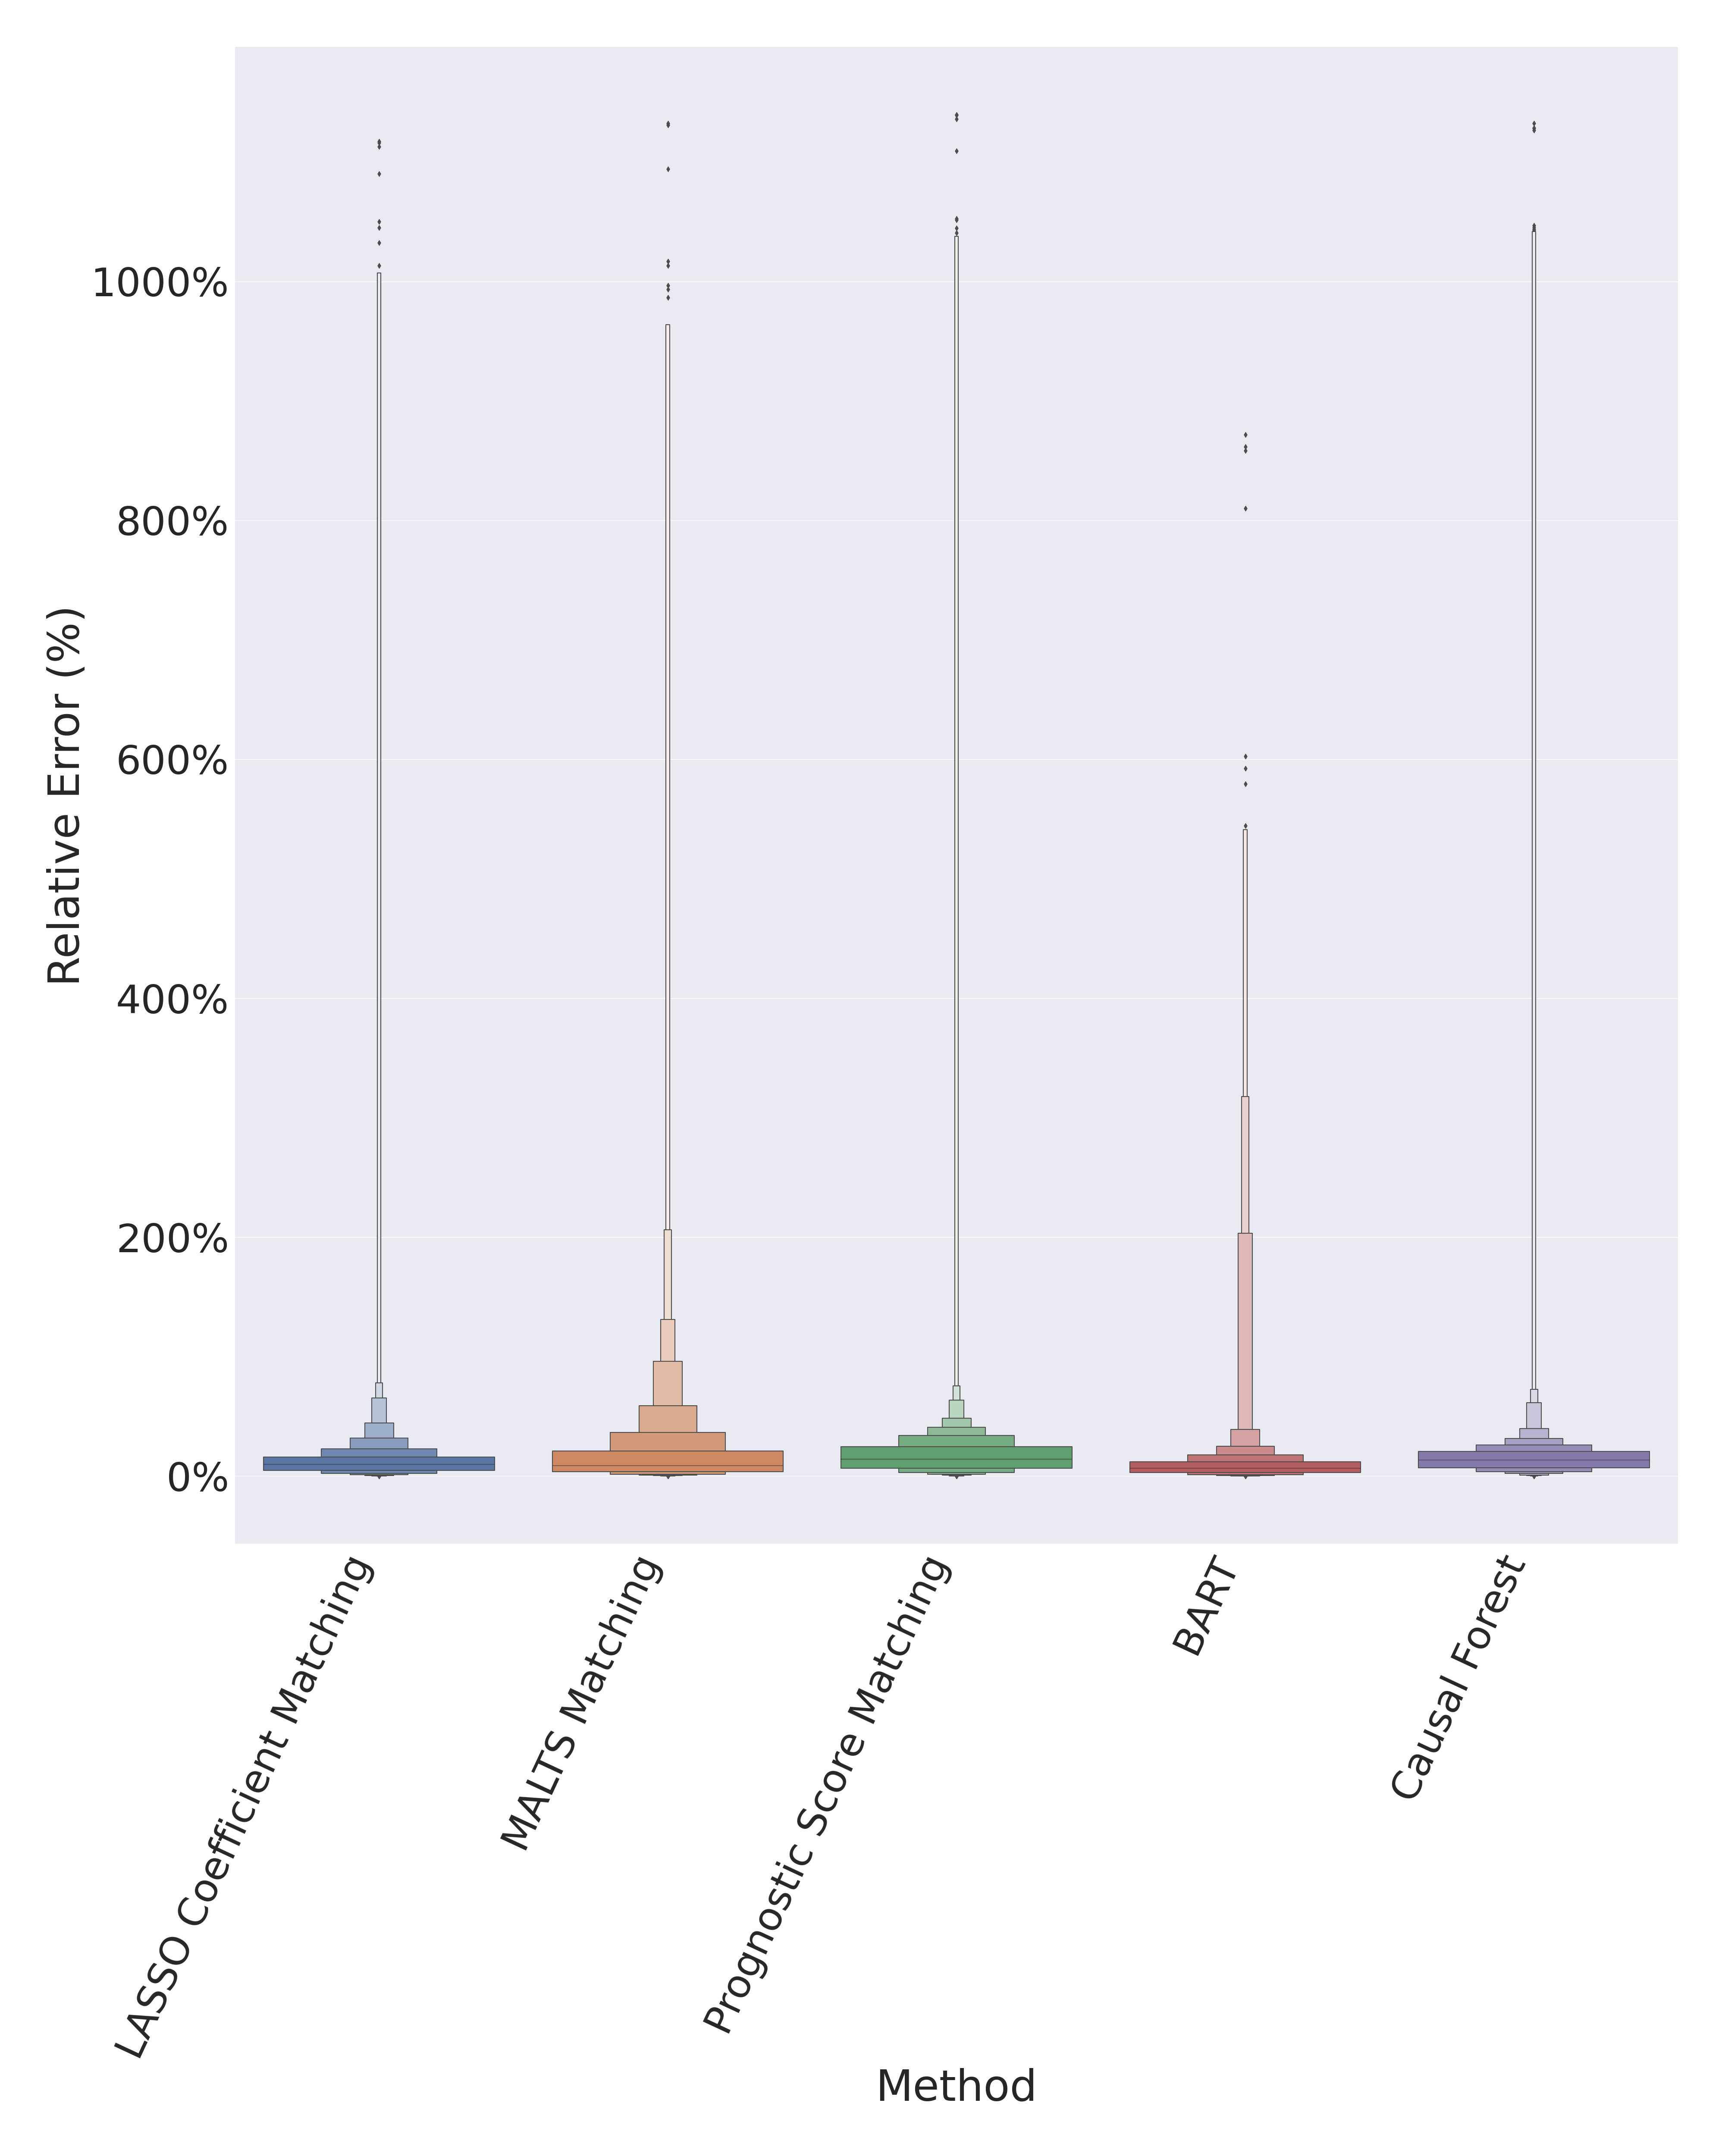 Relative Error (%)
1000%
800%
600%
400%
200%
0%
LASSO Coefficient Matching
MALTS Matching
Prognostic Score Matching
BART
Causal Forest
Method